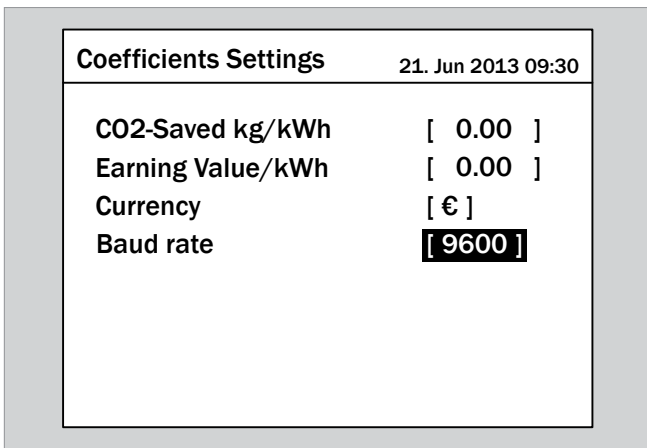 Coefficients Settings 21. Jun 2013 09:30
CO2-Saved kg/kWh [ 0.00 ]
Earning Value/kWh [ 0.00 ]
Currency [ € ]
Baud rate [ 9600 ]